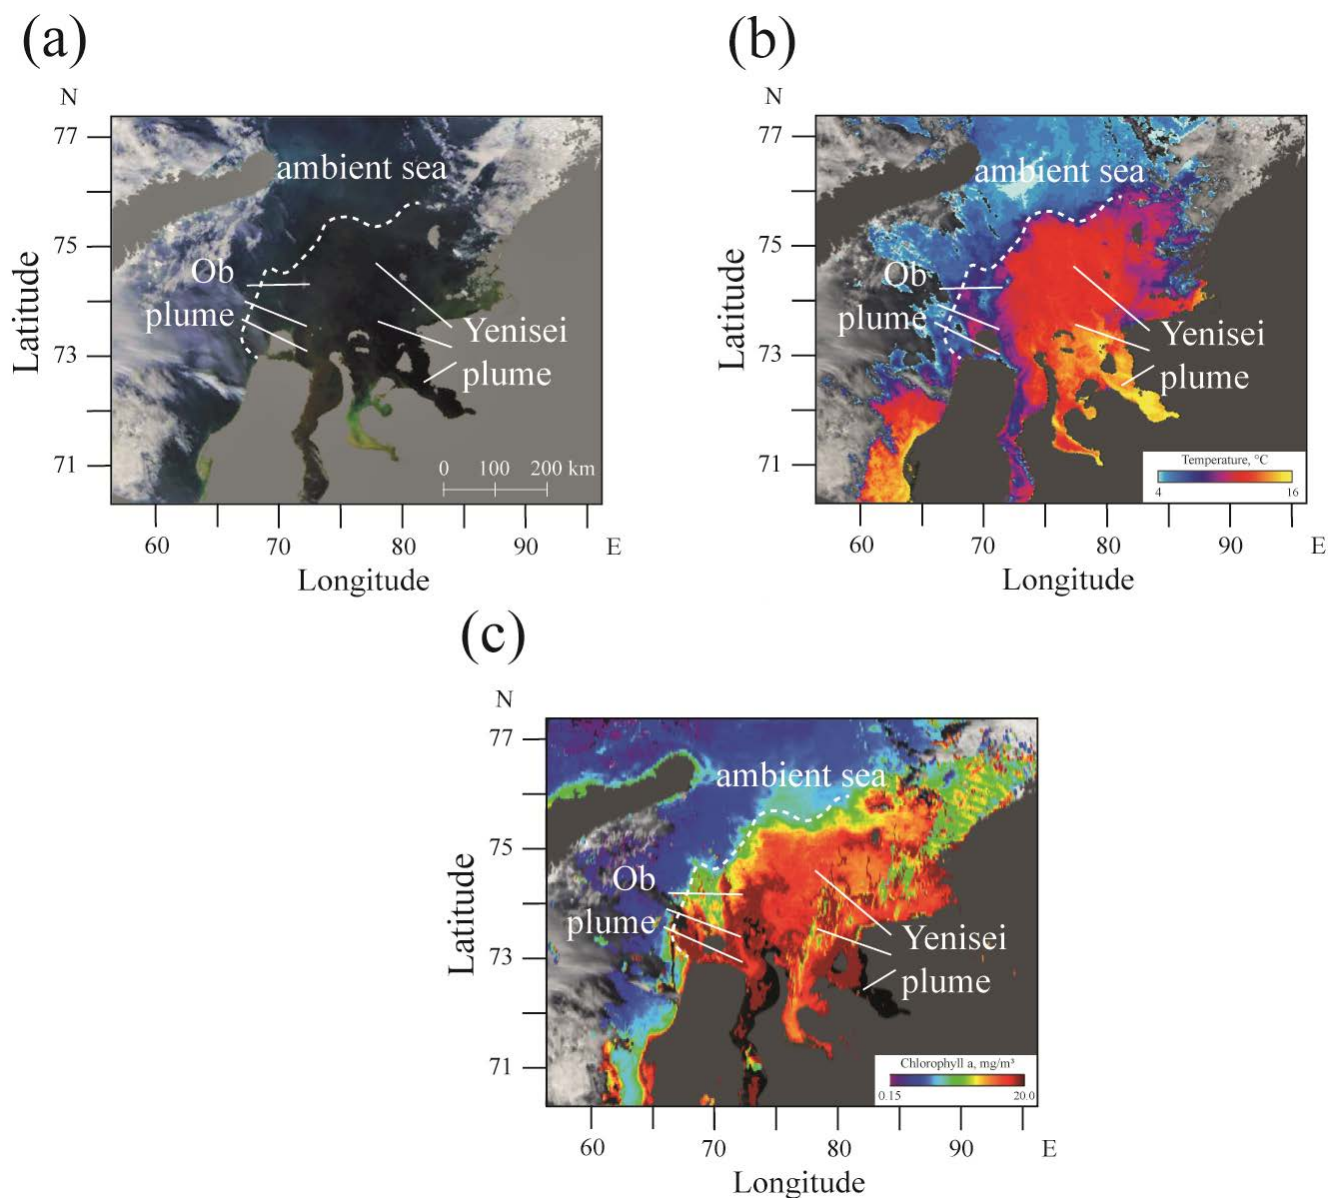 (a)
N
77
ambient sea
75
Ob
plume
Yenisei
plume
73
71
Latitude
0 100 200 km
60 70 80 90 E
Longitude
(b)
N
77
ambient sea
75
Ob
plume
Yenisei
plume
73
71
Latitude
Temperature, °C
4 16
60 70 80 90 E
Longitude
(c)
N
77
ambient sea
75
Ob
plume
Yenisei
plume
73
71
Latitude
Chlorophyll a, mg/m³
0.15 20.0
60 70 80 90 E
Longitude